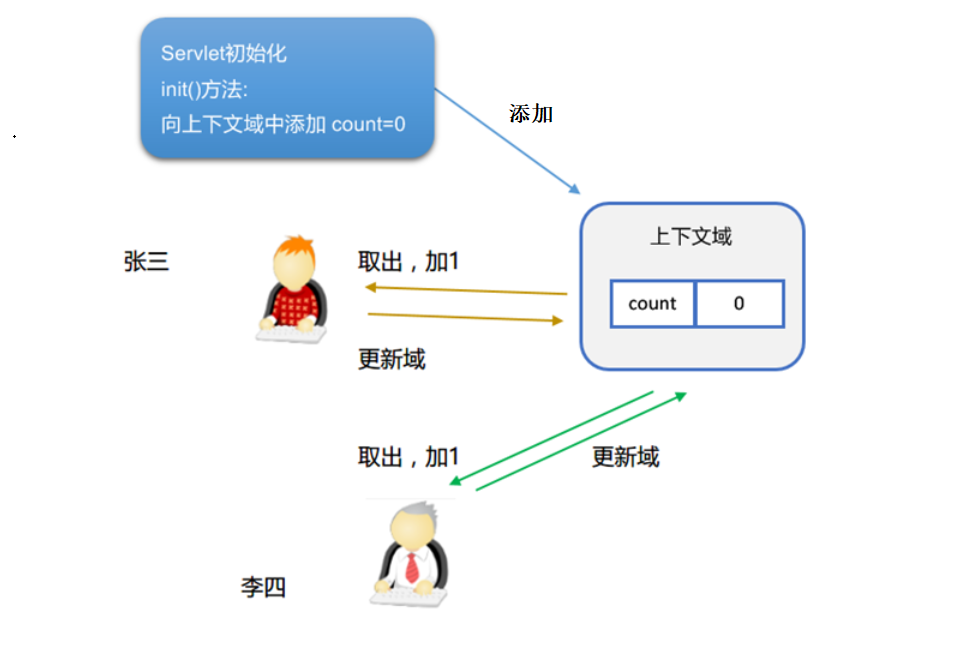 Servlet初始化
init()方法:
向上下文域中添加 count=0
添加
上下文域
count 0
张三
取出，加1
更新域
取出，加1
更新域
李四